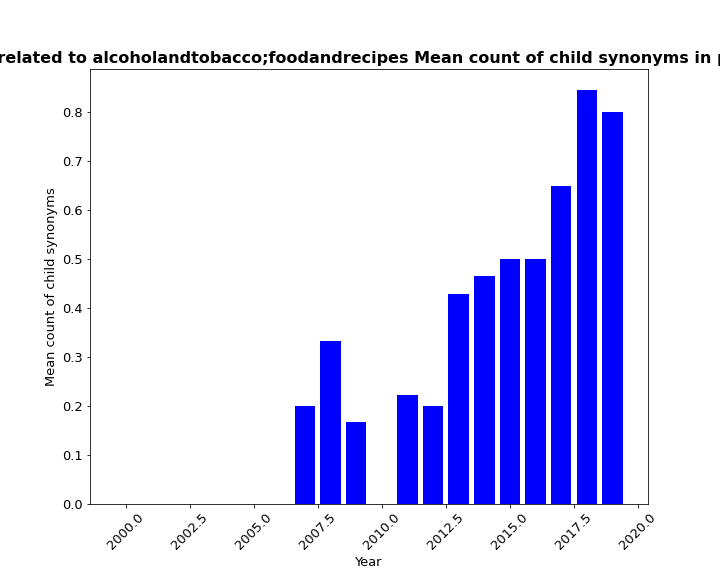 related to alcoholandtobacco;foodandrecipes Mean count of child synonyms in
0.8
0.7
0.6
0.5
0.4
0.3
0.2
0.1
0.0
Mean count of child synonyms
2000.0 2002.5 2005.0 2007.5 2010.0 2012.5 2015.0 2017.5 2020.0
Year